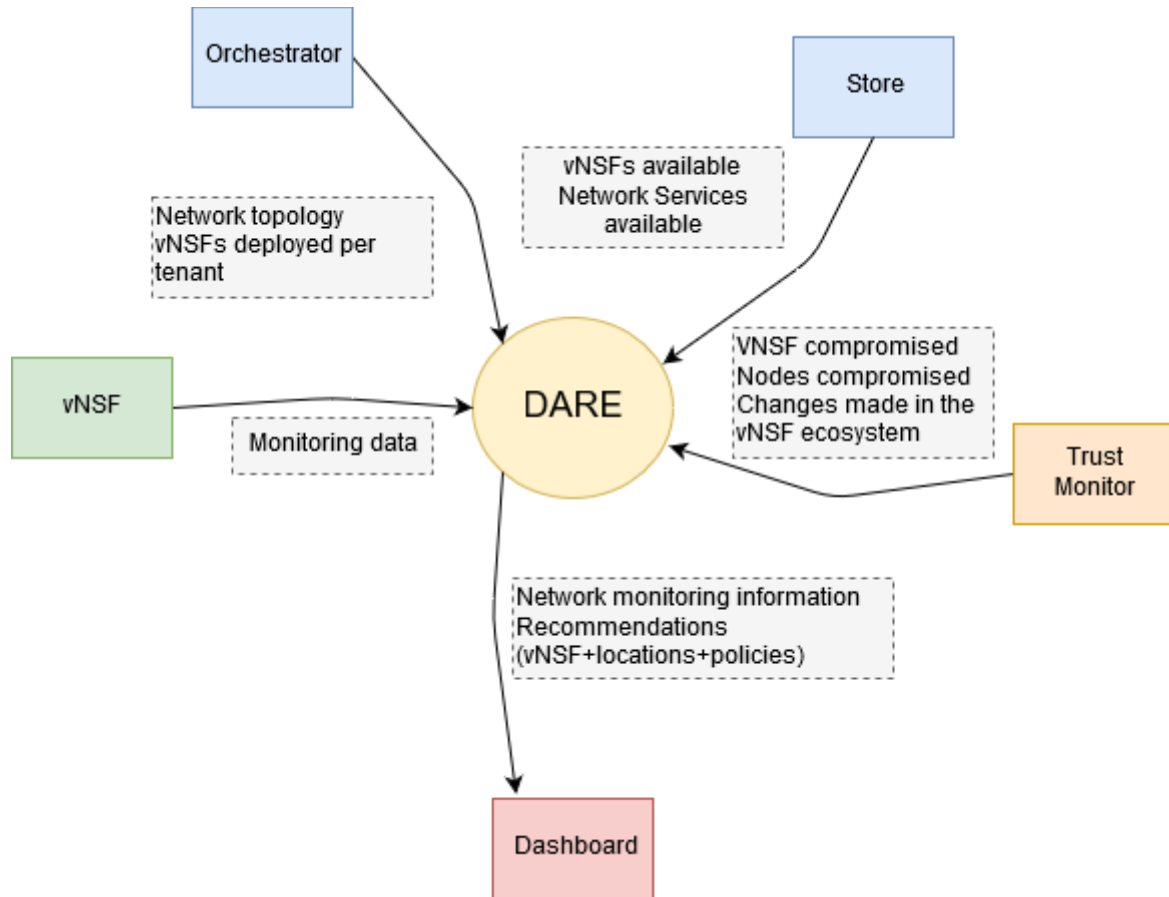 Orchestrator
Store
vNSFs available
Network Services
available
Network topology
vNSFs deployed per
tenant
VNSF compromised
Nodes compromised
Changes made in the
vNSF ecosystem
vNSF
DARE
Monitoring data
Trust
Monitor
Network monitoring information
Recommendations
(vNSF+locations+policies)
Dashboard